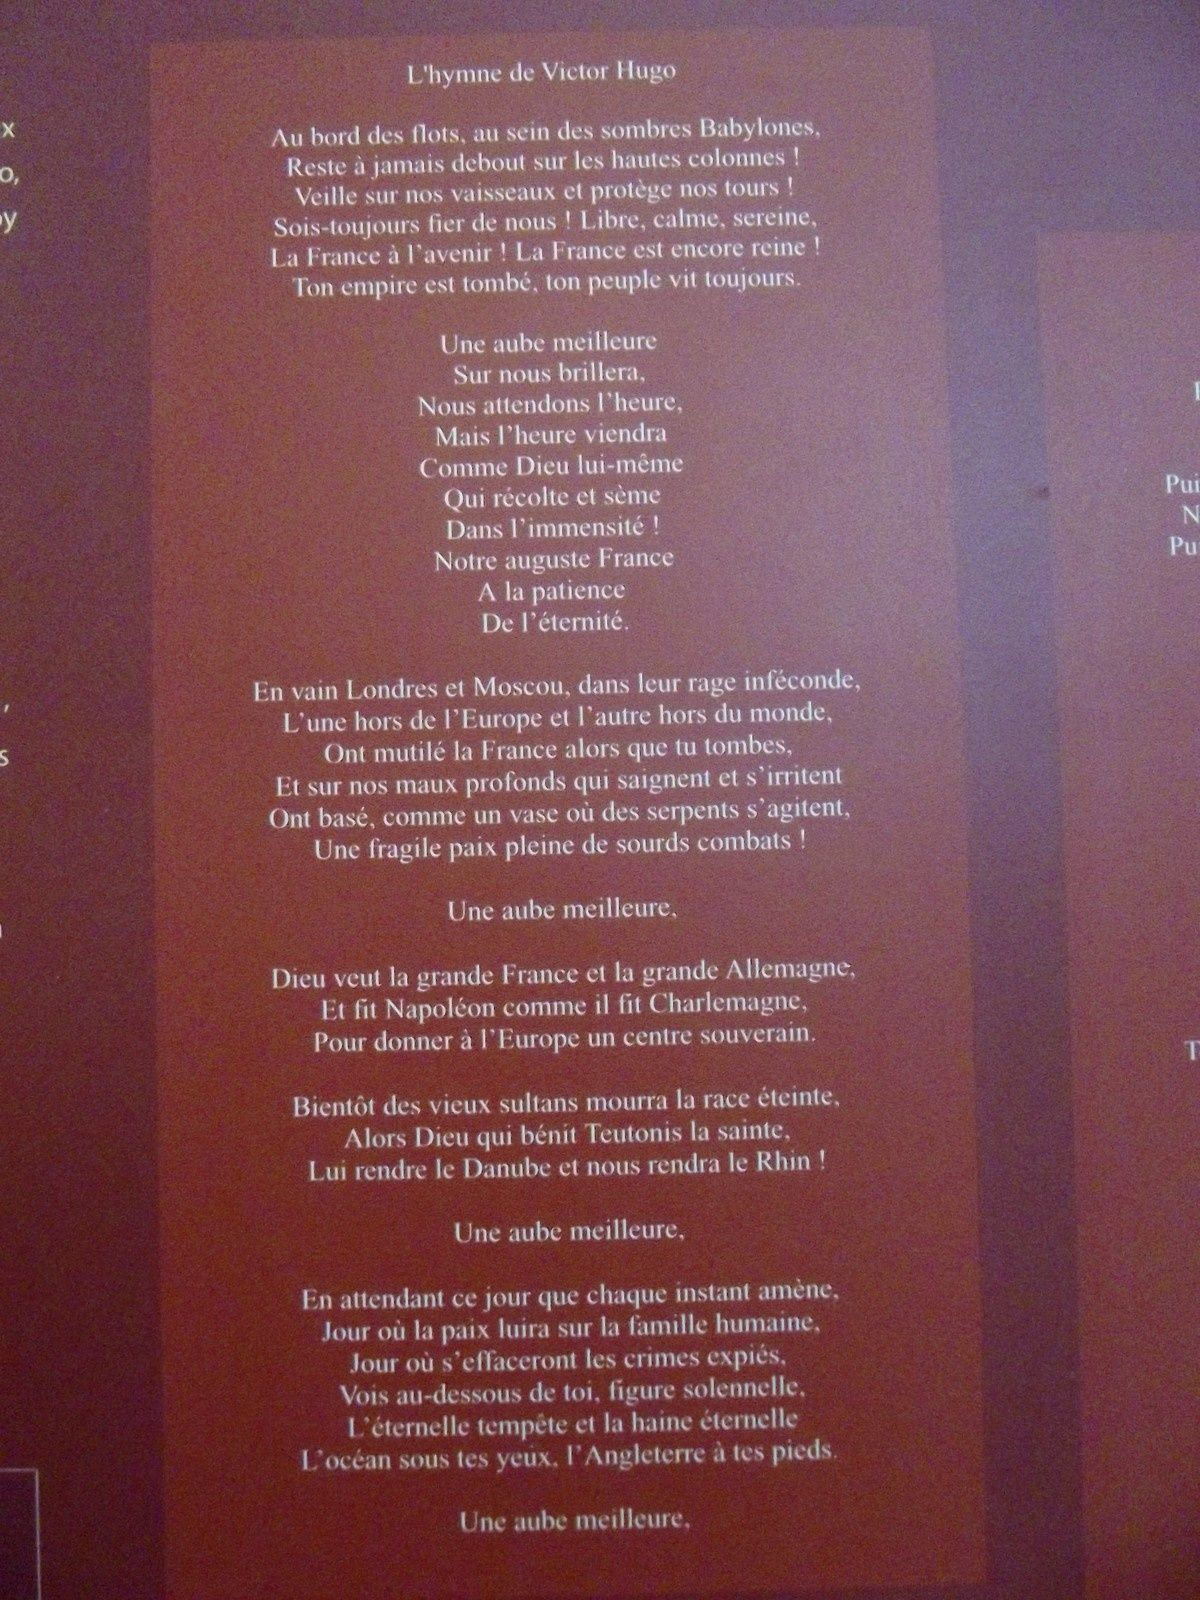 L'hymne de Victor Hugo
Au bord des flots, au sein des sombres Babylones,
Reste à jamais debout sur les hautes colonnes !
Veille sur nos vaisseaux et protège nos tours !
Sois-toujours fier de nous ! Libre, calme, sereine,
La France à l’avenir ! La France est encore reine !
Ton empire est tombé, ton peuple vit toujours.
Une aube meilleure
Sur nous brillera,
Nous attendons l’heure,
Mais l’heure viendra
Comme Dieu lui-même
Qui récolte et sème
Dans l’immensité !
Notre auguste France
A la patience
De l’éternité.
En vain Londres et Moscou, dans leur rage inféconde,
L’une hors de l’Europe et l’autre hors du monde,
Ont mutilé la France alors que tu tombes,
Et sur nos maux profonds qui saignent et s’irritent
Ont basé, comme un vase où des serpents s’agitent,
Une fragile paix pleine de sourds combats !
Une aube meilleure,
Dieu veut la grande France et la grande Allemagne,
Et fit Napoléon comme il fit Charlemagne,
Pour donner à l’Europe un centre souverain.
Bientôt des vieux sultans mourra la race éteinte,
Alors Dieu qui bénit Teutonis la sainte,
Lui rendre le Danube et nous rendra le Rhin !
Une aube meilleure,
En attendant ce jour que chaque instant amène,
Jour où la paix luira sur la famille humaine,
Jour où s’effaceront les crimes expiés,
Vois au-dessous de toi, figure solennelle,
L’éternelle tempête et la haine éternelle
L’océan sous tes yeux, l’Angleterre à tes pieds.
Une aube meilleure,